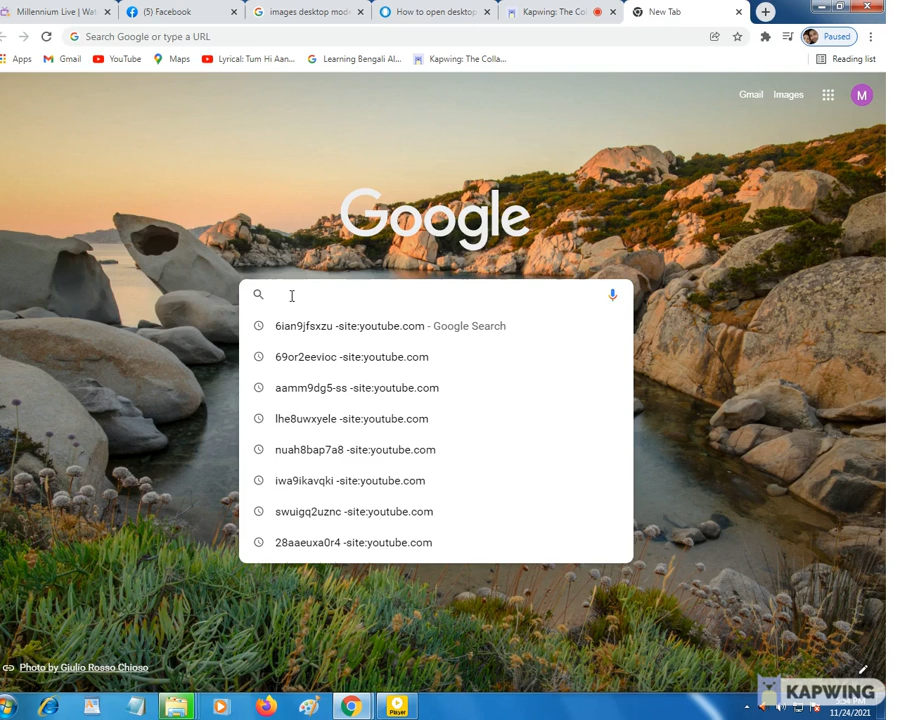 Millennium Live | Wat
(5) Facebook
images desktop mode
How to open desktop
Kapwing: The Col
New Tab
Search Google or type a URL
Paused
Apps
Gmail
YouTube
Maps
Lyrical: Tum Hi Aan...
Learning Bengali Al...
Kapwing: The Colla...
Reading list
Gmail
Images
M
Google
6ian9jfsxzu -site:youtube.com - Google Search
69or2eevioc -site:youtube.com
aamm9dg5-ss -site:youtube.com
lhe8uwxyele -site:youtube.com
nuah8bap7a8 -site:youtube.com
iwa9ikavqki -site:youtube.com
swuigq2uznc -site:youtube.com
28aaeuxa0r4 -site:youtube.com
Photo by Giulio Rosso Chioso
KAPWING
Player
11/24/2021